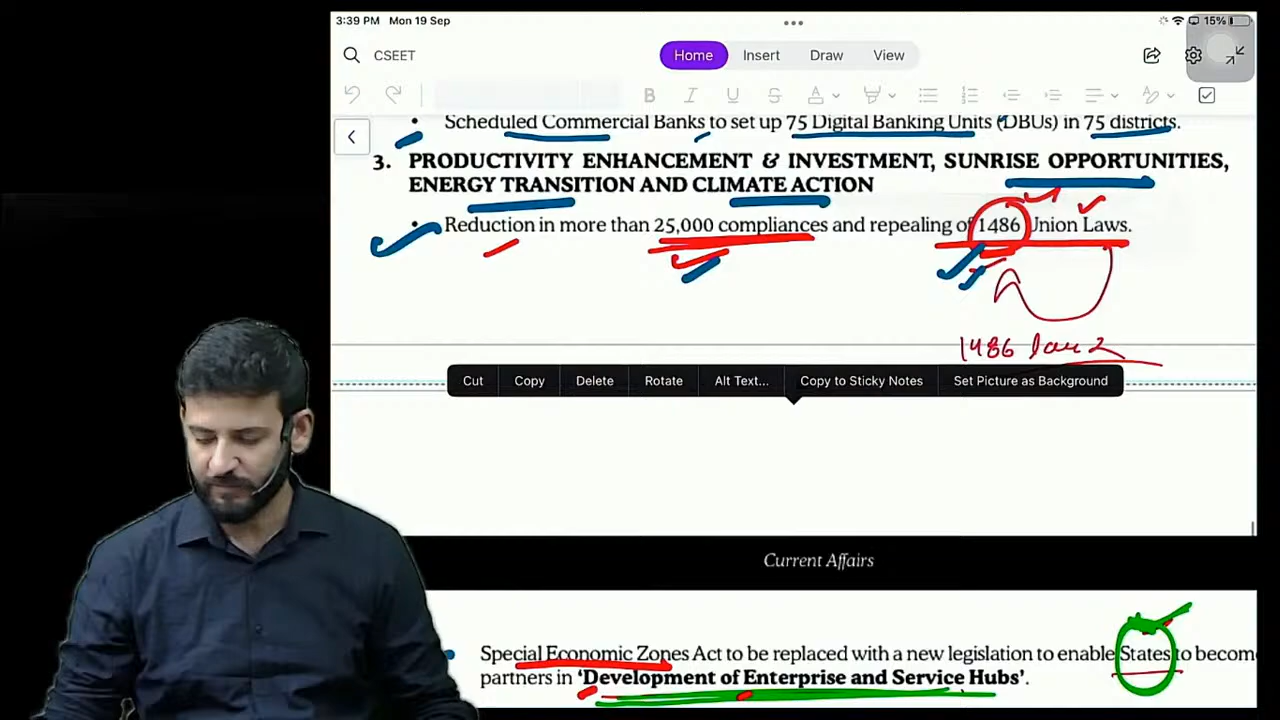 3:39 PM Mon 19 Sep
15%
CSEET
Home Insert Draw View
B I U S A
• Scheduled Commercial Banks to set up 75 Digital Banking Units (DBUs) in 75 districts.
3. PRODUCTIVITY ENHANCEMENT & INVESTMENT, SUNRISE OPPORTUNITIES,
ENERGY TRANSITION AND CLIMATE ACTION
• Reduction in more than 25,000 compliances and repealing of 1486 Union Laws.
1486
Cut Copy Delete Rotate Alt Text... Copy to Sticky Notes Set Picture as Background
Current Affairs
Special Economic Zones Act to be replaced with a new legislation to enable States to becom
partners in ‘Development of Enterprise and Service Hubs’.